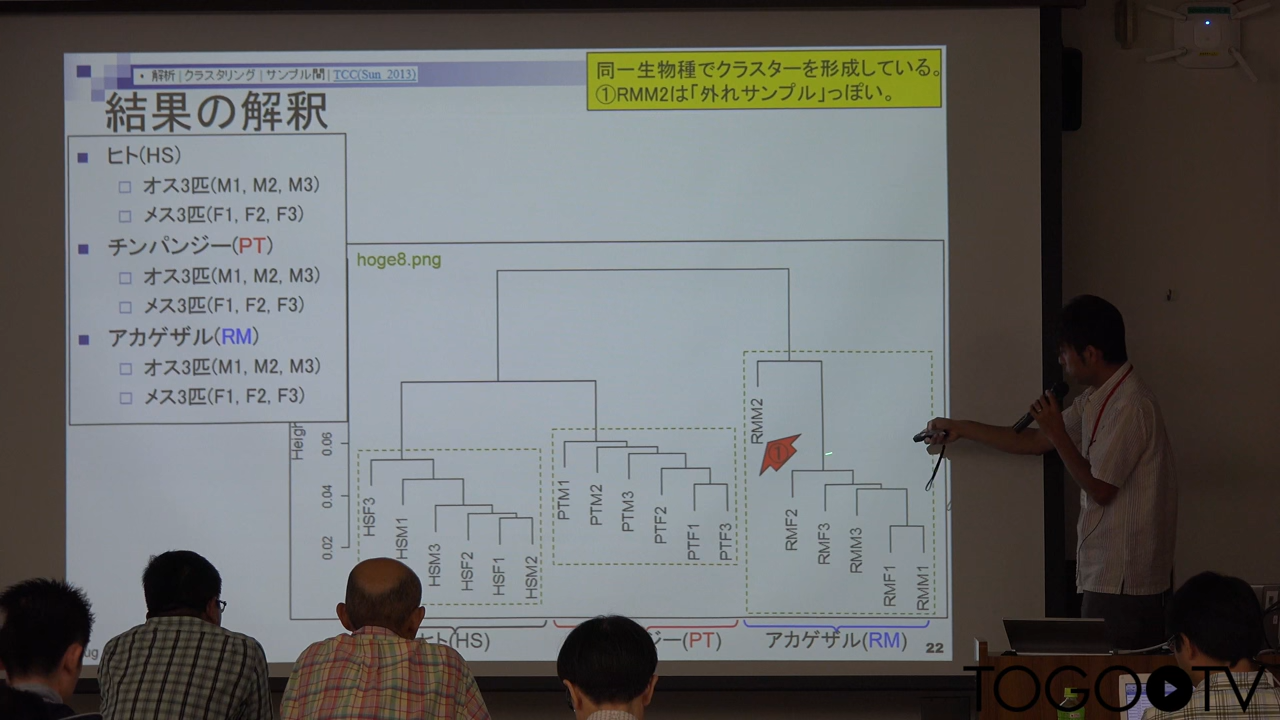 ・ 解析 | クラスタリング | サンプル間 | TCC(Sun_2013)
結果の解釈
同一生物種でクラスターを形成している。
①RMM2は「外れサンプル」っぽい。
ヒト(HS)
オス3匹(M1, M2, M3)
メス3匹(F1, F2, F3)
チンパンジー(PT)
オス3匹(M1, M2, M3)
メス3匹(F1, F2, F3)
アカゲザル(RM)
オス3匹(M1, M2, M3)
メス3匹(F1, F2, F3)
hoge8.png
0.06
0.04
0.02
HSF3
HSM1
HSM3
HSF2
HSF1
HSM2
PTM1
PTM2
PTM3
PTF2
PTF1
PTF3
RMM2
①
RMF2
RMF3
RMM3
RMF1
RMM1
ヒト(HS)
ジー(PT)
アカゲザル(RM)
22
TOGOTV